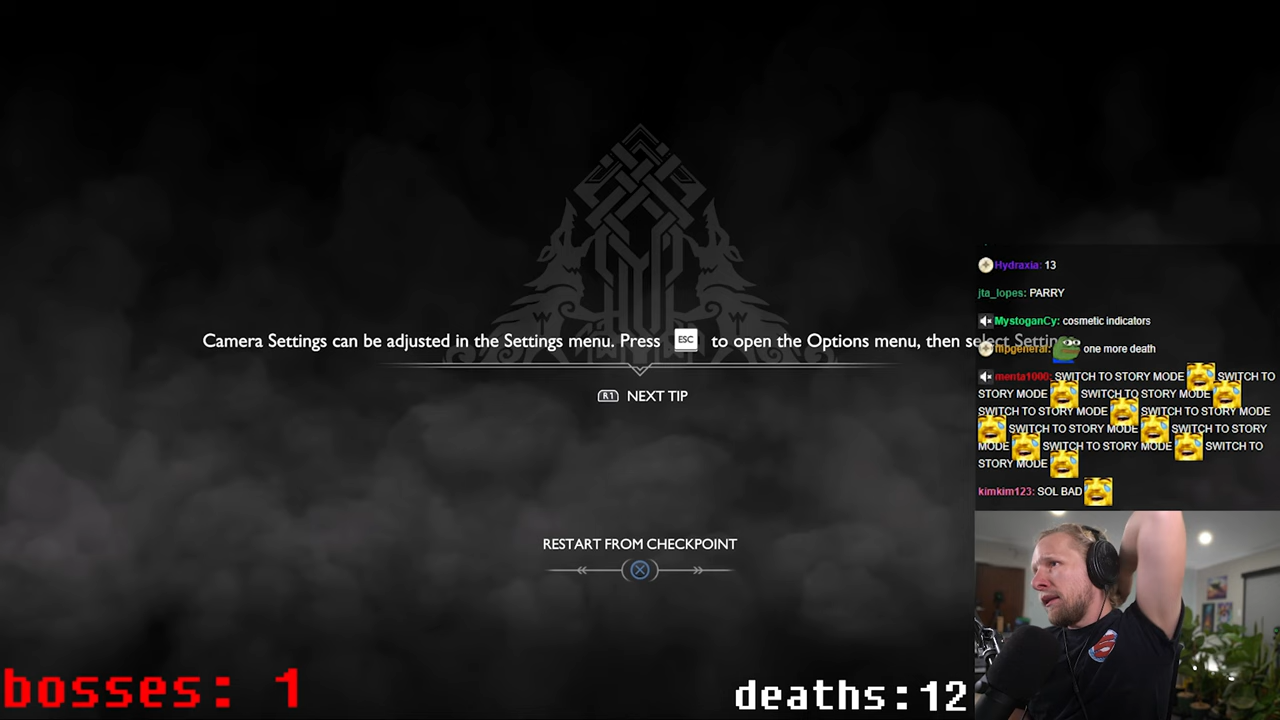 Camera Settings can be adjusted in the Settings menu. Press ESC to open the Options menu, then select Settin
R1 NEXT TIP
RESTART FROM CHECKPOINT
Hydraxia: 13
jta_lopes: PARRY
MystoganCy: cosmetic indicators
mpgeneral: one more death
menta1000: SWITCH TO STORY MODE SWITCH TO
STORY MODE SWITCH TO STORY MODE
SWITCH TO STORY MODE SWITCH TO STORY MODE
SWITCH TO STORY MODE SWITCH TO STORY
MODE SWITCH TO STORY MODE SWITCH TO
STORY MODE
kimkim123: SOL BAD
bosses: 1
deaths:12